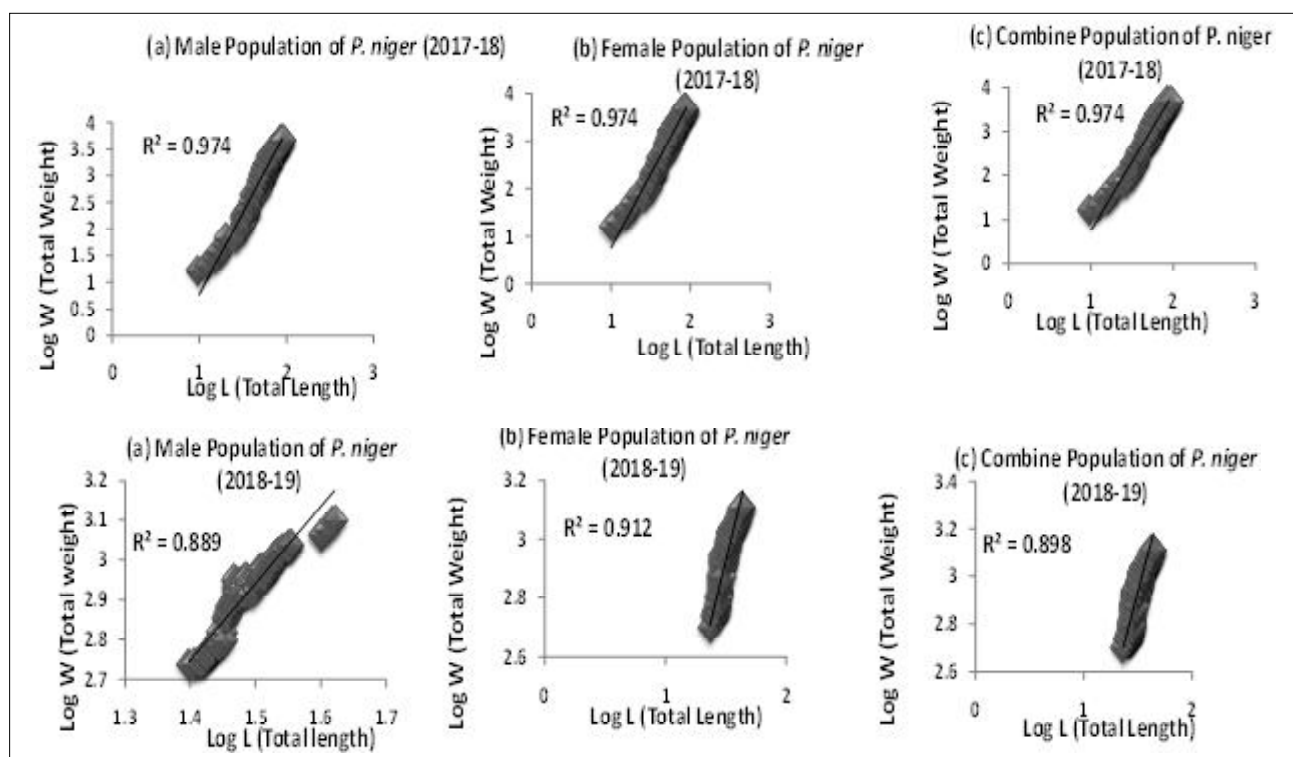 (a) Male Population of P. niger (2017-18)
R² = 0.974
Log W (Total Weight)
4
3.5
3
2.5
2
1.5
1
0.5
0
0 1 2 3
Log L (Total Length)
(b) Female Population of P. niger
(2017-18)
R² = 0.974
Log W (Total Weight)
4
3
2
1
0
0 1 2 3
Log L (Total Length)
(c) Combine Population of P. niger
(2017-18)
R² = 0.974
Log W (Total Weight)
4
3
2
1
0
0 1 2 3
Log L (Total Length)
(a) Male Population of P. niger
(2018-19)
R² = 0.889
Log W (Total weight)
3.2
3.1
3
2.9
2.8
2.7
1.3 1.4 1.5 1.6 1.7
Log L (Total length)
(b) Female Population of P. niger
(2018-19)
R² = 0.912
Log W (Total Weight)
3.2
3
2.8
2.6
0 1 2
Log L (Total Length)
(c) Combine Population of P. niger
(2018-19)
R² = 0.898
Log W (Total Weight)
3.4
3.2
3
2.8
2.6
0 1 2
Log L (Total Length)